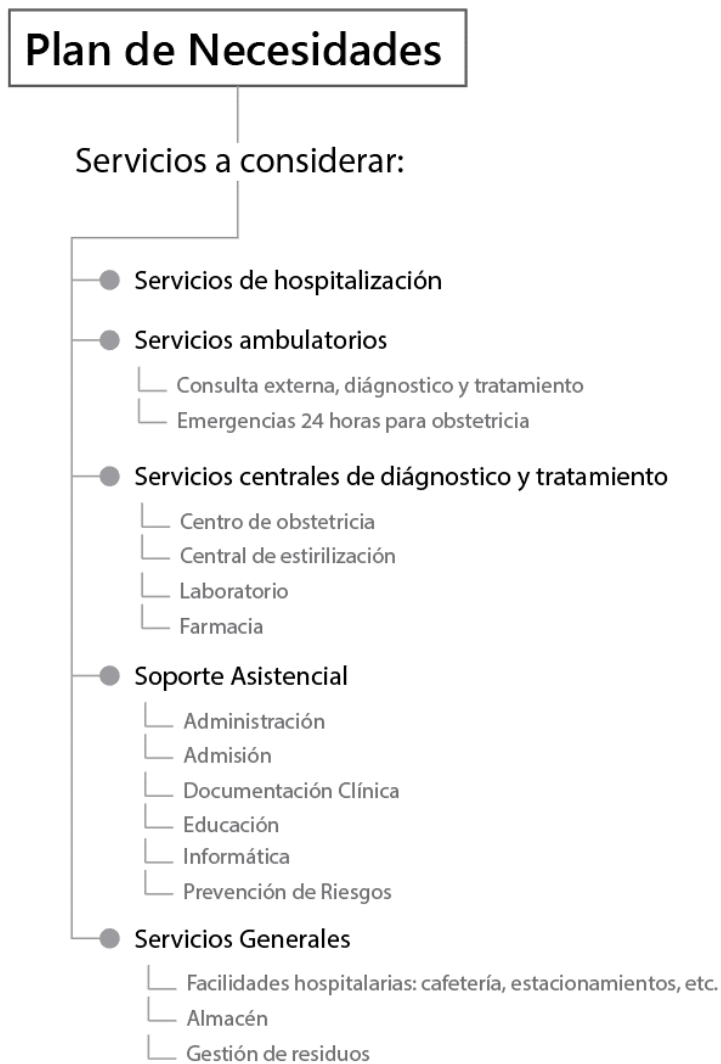 Plan de Necesidades
Servicios a considerar:
Servicios de hospitalización
Servicios ambulatorios
Consulta externa, diágnostico y tratamiento
Emergencias 24 horas para obstetricia
Servicios centrales de diágnostico y tratamiento
Centro de obstetricia
Central de estirilización
Laboratorio
Farmacia
Soporte Asistencial
Administración
Admisión
Documentación Clínica
Educación
Informática
Prevención de Riesgos
Servicios Generales
Facilidades hospitalarias: cafetería, estacionamientos, etc.
Almacén
Gestión de residuos